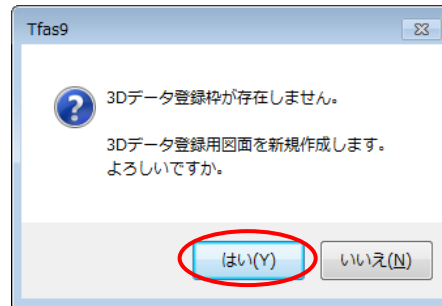 Tfas9
3Dデータ登録枠が存在しません。
3Dデータ登録用図面を新規作成します。
よろしいですか。
はい(Y)
いいえ(N)